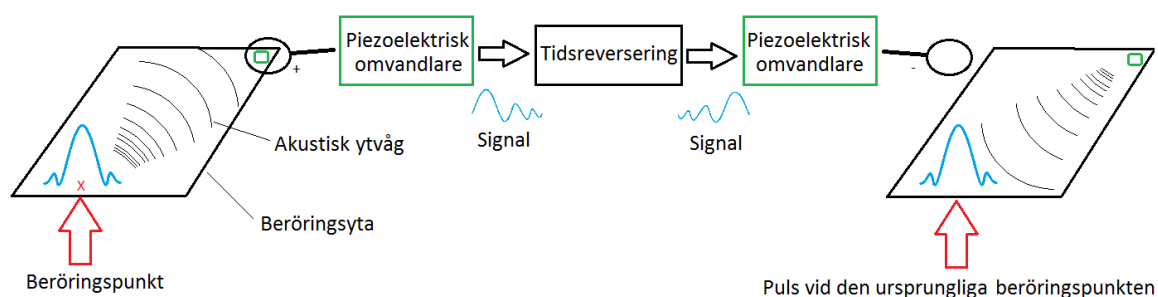 Piezoelektrisk
omvandlare
Tidsreversering
Piezoelektrisk
omvandlare
+
-
Signal
Signal
Akustisk ytvåg
X
Beröringsyta
Beröringspunkt
Puls vid den ursprungliga beröringspunkten